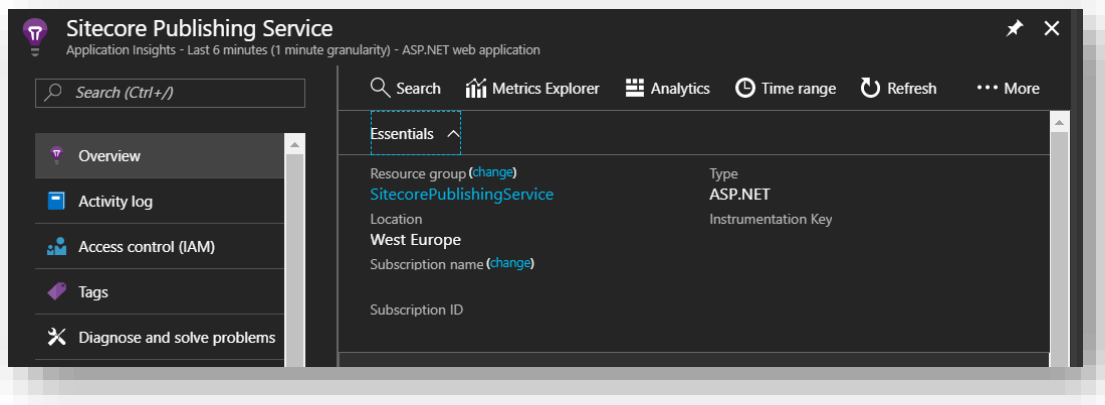 Sitecore Publishing Service
Application Insights - Last 6 minutes (1 minute granularity) - ASP.NET web application
Search (Ctrl+/)
Overview
Activity log
Access control (IAM)
Tags
Diagnose and solve problems
Search Metrics Explorer Analytics Time range Refresh ··· More
Essentials
Resource group (change)
SitecorePublishingService
Location
West Europe
Subscription name (change)
Subscription ID
Type
ASP.NET
Instrumentation Key